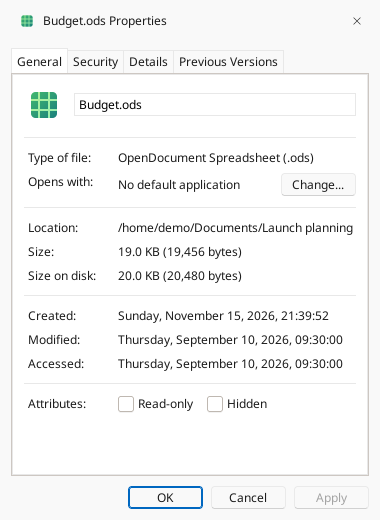 Budget.ods Properties
General Security Details Previous Versions
Budget.ods
Type of file: OpenDocument Spreadsheet (.ods)
Opens with: No default application Change...
Location: /home/demo/Documents/Launch planning
Size: 19.0 KB (19,456 bytes)
Size on disk: 20.0 KB (20,480 bytes)
Created: Sunday, November 15, 2026, 21:39:52
Modified: Thursday, September 10, 2026, 09:30:00
Accessed: Thursday, September 10, 2026, 09:30:00
Attributes: Read-only Hidden
OK Cancel Apply